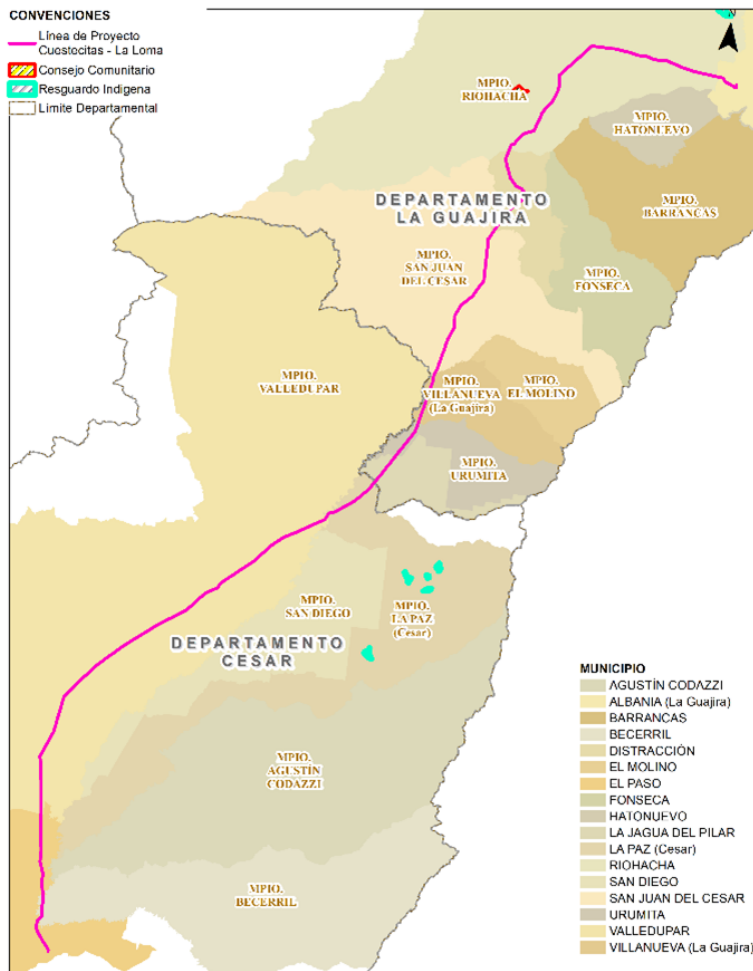 CONVENCIONES
Línea de Proyecto
Cuestecitas - La Loma
Consejo Comunitario
Resguardo Indigena
Límite Departamental
N
MPIO.
RIOHACHA
MPIO.
HATONUEVO
DEPARTAMENTO
LA GUAJIRA
MPIO.
BARRANCAS
MPIO.
SAN JUAN
DEL CESAR
MPIO.
FONSECA
MPIO.
VALLEDUPAR
MPIO.
VILLANUEVA
(La Guajira)
MPIO.
EL MOLINO
MPIO.
URUMITA
MPIO.
SAN DIEGO
MPIO.
LA PAZ
(Cesar)
DEPARTAMENTO
CESAR
MPIO.
AGUSTÍN
CODAZZI
MPIO.
BECERRIL
MUNICIPIO
AGUSTÍN CODAZZI
ALBANIA (La Guajira)
BARRANCAS
BECERRIL
DISTRACCIÓN
EL MOLINO
EL PASO
FONSECA
HATONUEVO
LA JAGUA DEL PILAR
LA PAZ (Cesar)
RIOHACHA
SAN DIEGO
SAN JUAN DEL CESAR
URUMITA
VALLEDUPAR
VILLANUEVA (La Guajira)